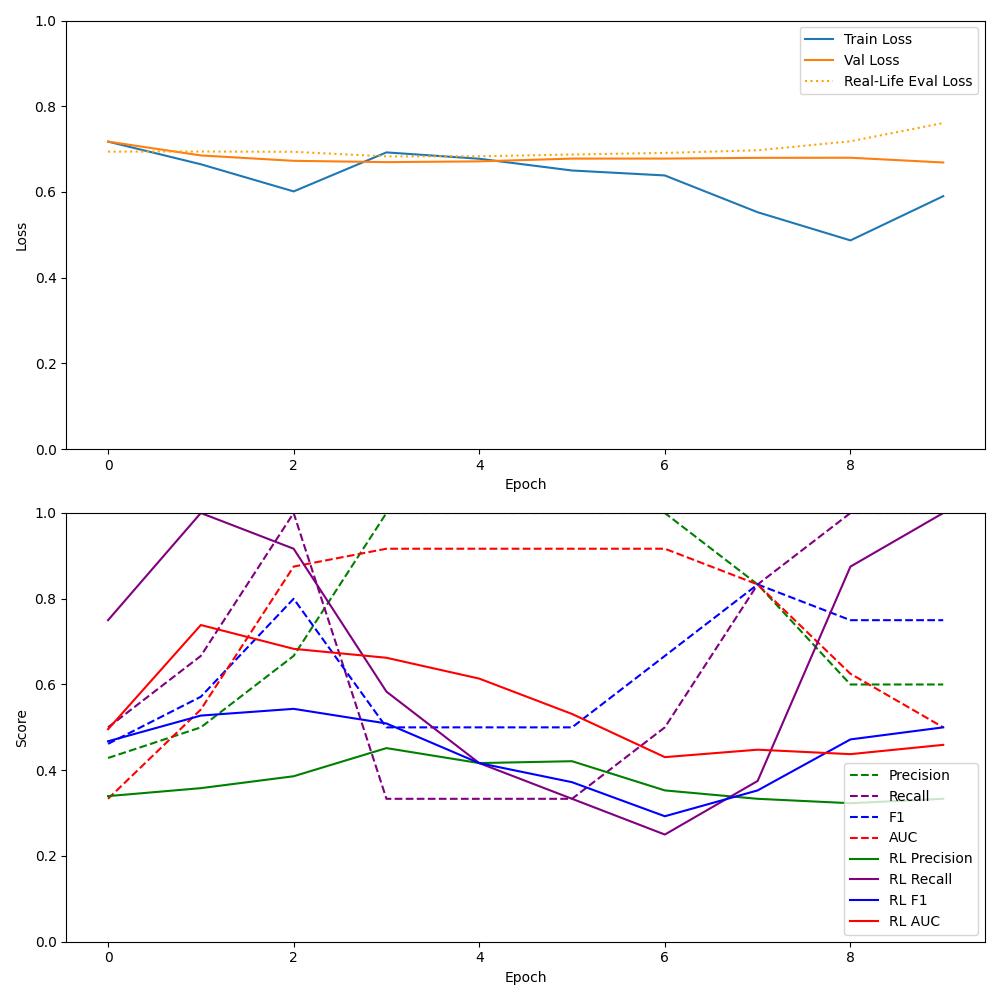 1.0
0.8
0.6
0.4
0.2
0.0
Loss
Train Loss
Val Loss
Real-Life Eval Loss
0 2 4 6 8
Epoch
1.0
0.8
0.6
0.4
0.2
0.0
Score
Precision
Recall
F1
AUC
RL Precision
RL Recall
RL F1
RL AUC
0 2 4 6 8
Epoch